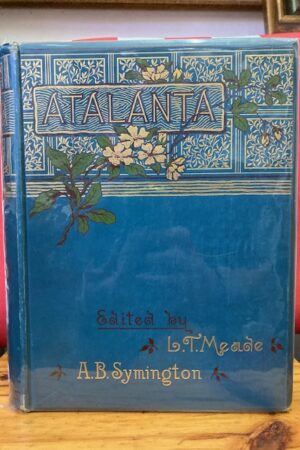 ATALANTA
Edited by
L.T. Meade
A.B. Symington